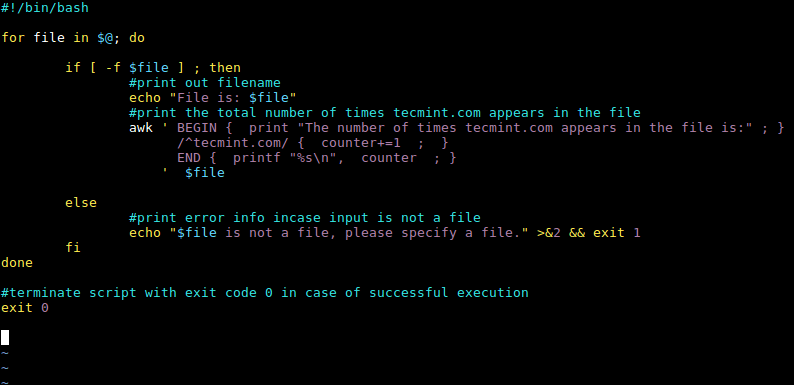 #!/bin/bash
for file in $@; do
if [ -f $file ] ; then
#print out filename
echo "File is: $file"
#print the total number of times tecmint.com appears in the file
awk ' BEGIN {  print "The number of times tecmint.com appears in the file is:" ; }
/^tecmint.com/ {  counter+=1  ;  }
END {  printf "%s\n",  counter  ; }
'  $file
else
#print error info incase input is not a file
echo "$file is not a file, please specify a file." >&2 && exit 1
fi
done
#terminate script with exit code 0 in case of successful execution
exit 0
~
~
~